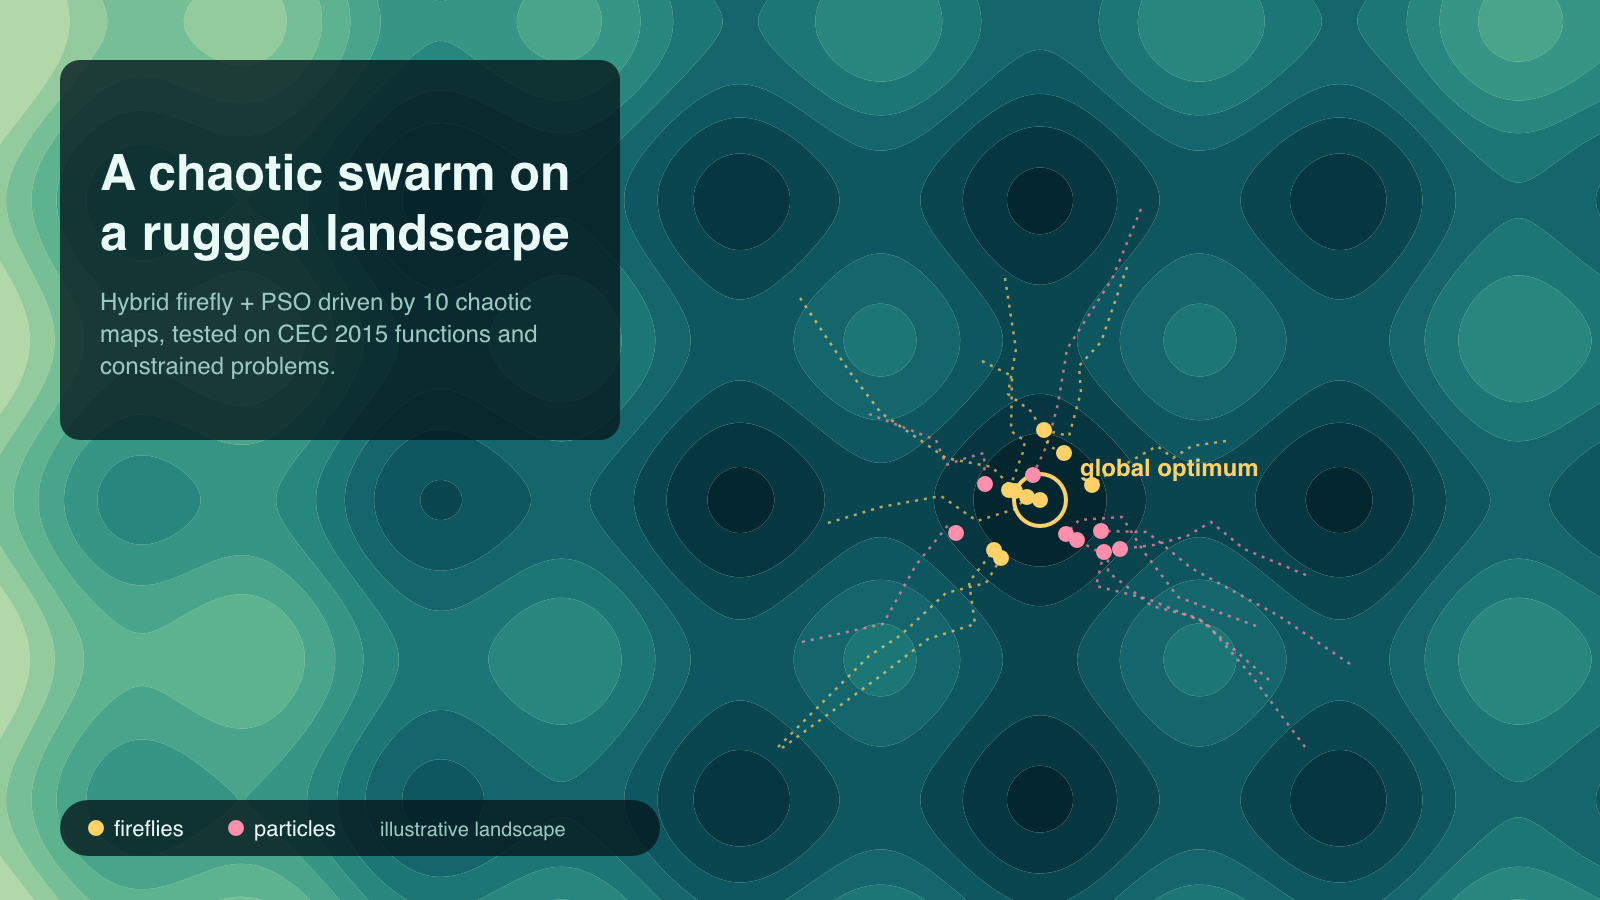 A chaotic swarm on
a rugged landscape
Hybrid firefly + PSO driven by 10 chaotic
maps, tested on CEC 2015 functions and
constrained problems.
global optimum
fireflies
particles
illustrative landscape